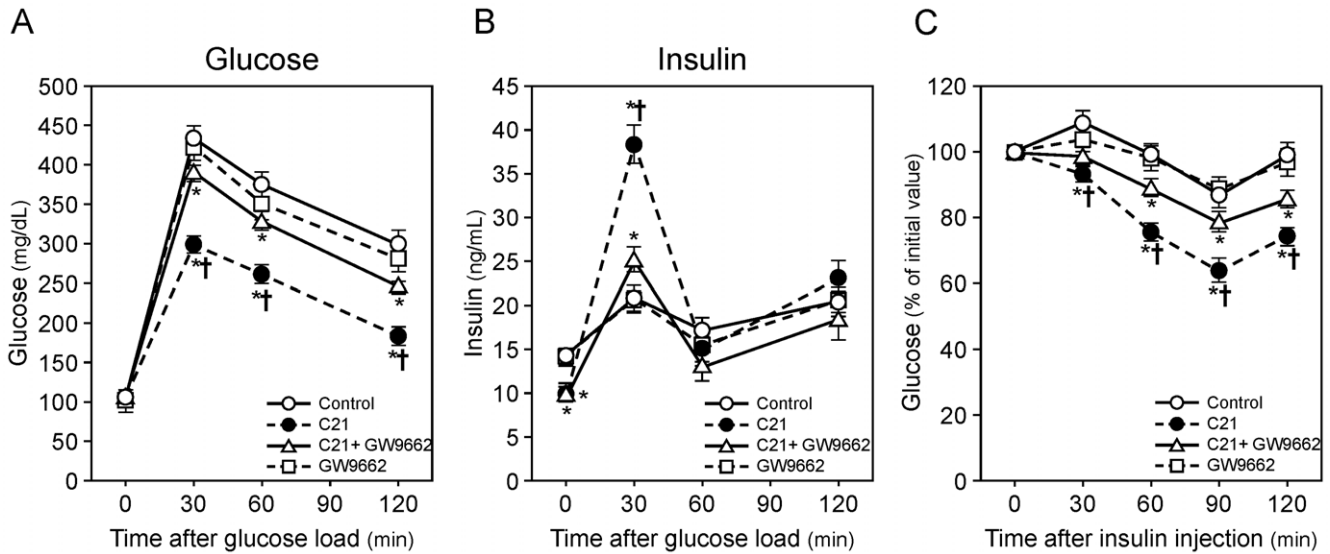 A
Glucose
Glucose (mg/dL)
500
450
400
350
300
250
200
150
100
50
0
*
*†
*
*†
*
*†
Control
C21
C21+ GW9662
GW9662
0 30 60 90 120
Time after glucose load (min)
B
Insulin
Insulin (ng/mL)
45
40
35
30
25
20
15
10
5
0
*†
*
*
*
Control
C21
C21+ GW9662
GW9662
0 30 60 90 120
Time after glucose load (min)
C
Glucose (% of initial value)
120
100
80
60
40
20
0
*†
*
*†
*
*†
*
*†
Control
C21
C21+ GW9662
GW9662
0 30 60 90 120
Time after insulin injection (min)